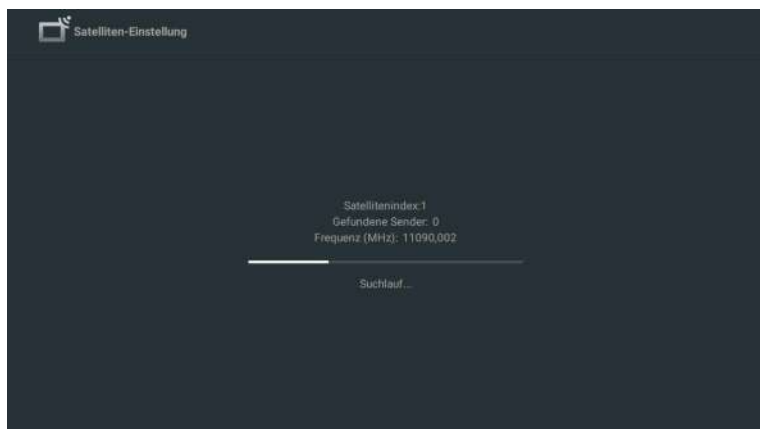 Satelliten-Einstellung
Satellitenindex:1
Gefundene Sender: 0
Frequenz (MHz): 11090,002
Suchlauf...